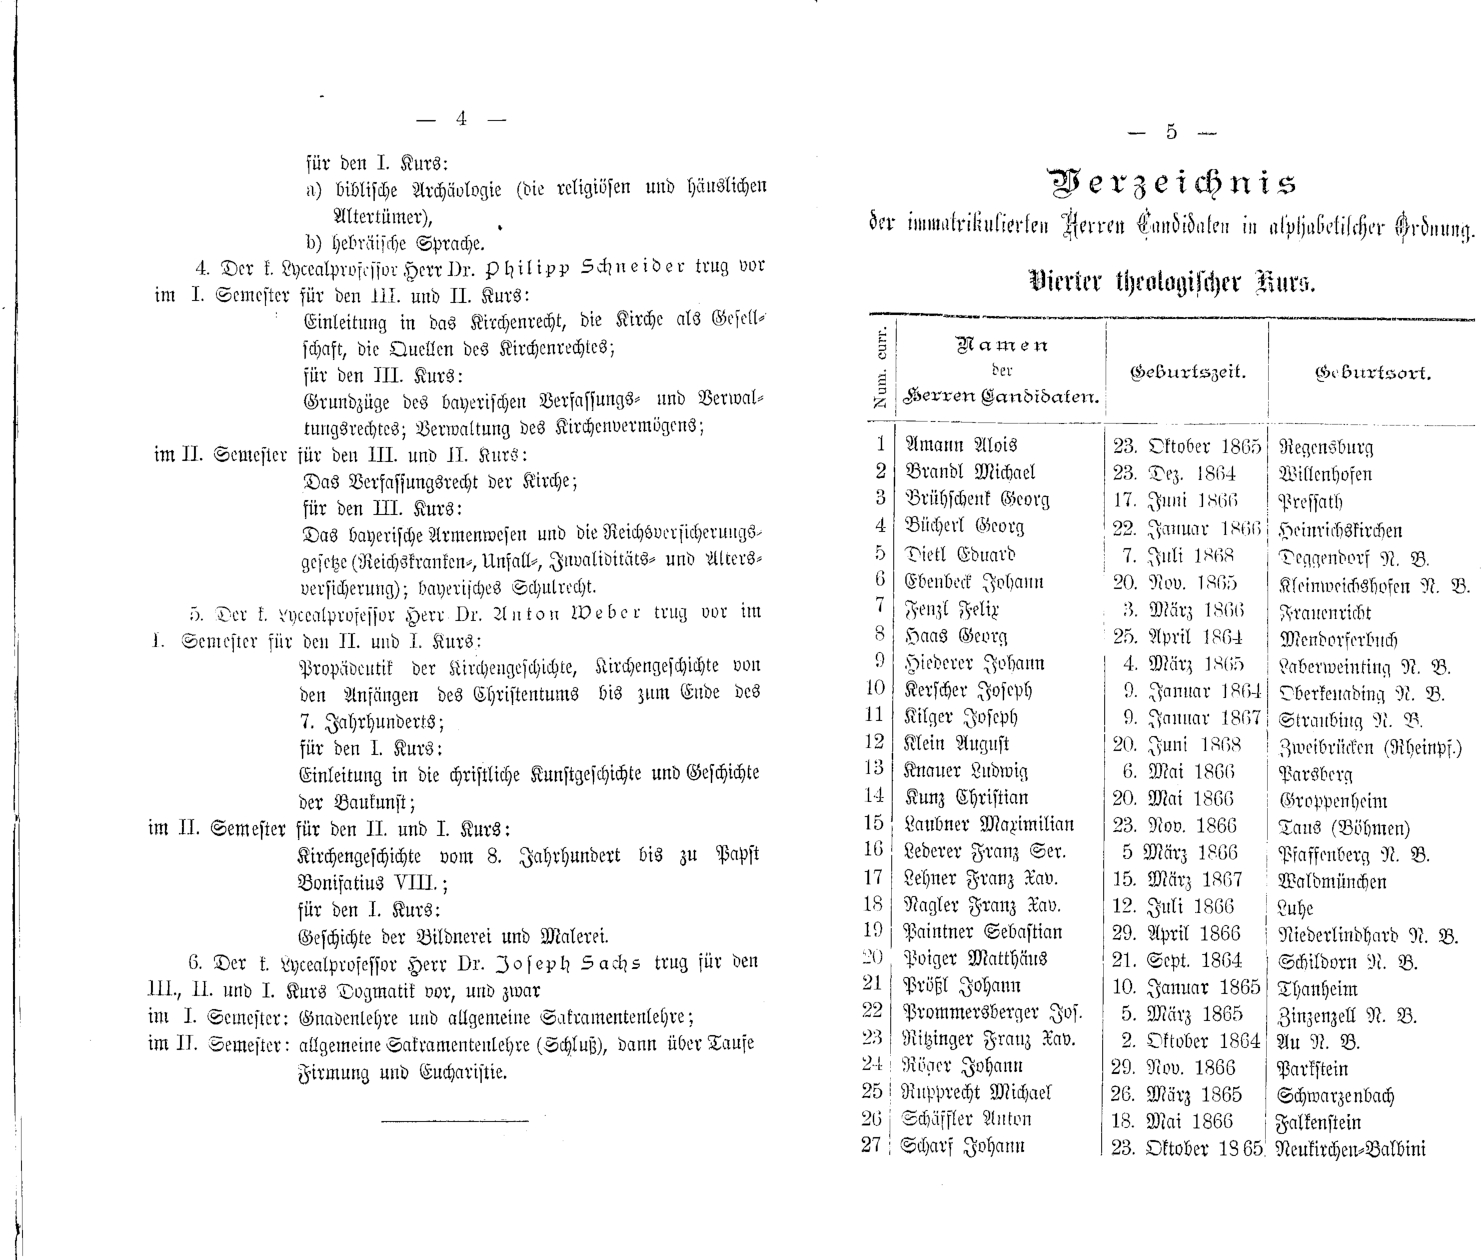 — 4 —
für den I. Kurs:
a) biblische Archäologie (die religiösen und häuslichen
Altertümer),
b) hebräische Sprache.
4. Der k. Lycealprofessor Herr Dr. Philipp Schneider trug vor
im I. Semester für den III. und II. Kurs:
Einleitung in das Kirchenrecht, die Kirche als Gesell-
schaft, die Quellen des Kirchenrechtes;
für den III. Kurs:
Grundzüge des bayerischen Verfassungs- und Verwal-
tungsrechtes; Verwaltung des Kirchenvermögens;
im II. Semester für den III. und II. Kurs:
Das Verfassungsrecht der Kirche;
für den III. Kurs:
Das bayerische Armenwesen und die Reichsversicherungs-
gesetze (Reichskranken-, Unfall-, Invaliditäts- und Alters-
versicherung); bayerisches Schulrecht.
5. Der k. Lycealprofessor Herr Dr. Anton Weber trug vor im
I. Semester für den II. und I. Kurs:
Propädeutik der Kirchengeschichte, Kirchengeschichte von
den Anfängen des Christentums bis zum Ende des
7. Jahrhunderts;
für den I. Kurs:
Einleitung in die christliche Kunstgeschichte und Geschichte
der Baukunst;
im II. Semester für den II. und I. Kurs:
Kirchengeschichte vom 8. Jahrhundert bis zu Papst
Bonifatius VIII.;
für den I. Kurs:
Geschichte der Bildnerei und Malerei.
6. Der k. Lycealprofessor Herr Dr. Joseph Sachs trug für den
III., II. und I. Kurs Dogmatik vor, und zwar
im I. Semester: Gnadenlehre und allgemeine Sakramentenlehre;
im II. Semester: allgemeine Sakramentenlehre (Schluß), dann über Taufe
Firmung und Eucharistie.
— 5 —
Verzeichnis
der immatrikulierten Herren Candidaten in alphabetischer Ordnung.
Vierter theologischer Kurs.
Num. curr. Namen der Herren Candidaten. Geburtszeit. Geburtsort.
1 Amann Alois 23. Oktober 1865 Regensburg
2 Brandl Michael 23. Dez. 1864 Willenhofen
3 Brühschenk Georg 17. Juni 1866 Pressath
4 Bücherl Georg 22. Januar 1866 Heinrichskirchen
5 Dietl Eduard 7. Juli 1868 Deggendorf N. B.
6 Ebenbeck Johann 20. Nov. 1865 Kleinweichshofen N. B.
7 Fenzl Felix 3. März 1866 Frauenricht
8 Haas Georg 25. April 1864 Mendorferbuch
9 Hiederer Johann 4. März 1865 Laberweinting N. B.
10 Kerscher Joseph 9. Januar 1864 Oberkenading N. B.
11 Kilger Joseph 9. Januar 1867 Straubing N. B.
12 Klein August 20. Juni 1868 Zweibrücken (Rheinpf.)
13 Knauer Ludwig 6. Mai 1866 Parsberg
14 Kunz Christian 20. Mai 1866 Groppenheim
15 Laubner Maximilian 23. Nov. 1866 Taus (Böhmen)
16 Lederer Franz Ser. 5 März 1866 Pfaffenberg N. B.
17 Lehner Franz Xav. 15. März 1867 Waldmünchen
18 Nagler Franz Xav. 12. Juli 1866 Luhe
19 Paintner Sebastian 29. April 1866 Niederlindhard N. B.
20 Poiger Matthäus 21. Sept. 1864 Schildorn N. B.
21 Prößl Johann 10. Januar 1865 Thanheim
22 Prommersberger Jos. 5. März 1865 Zinzenzell N. B.
23 Ritzinger Franz Xav. 2. Oktober 1864 Au N. B.
24 Röger Johann 29. Nov. 1866 Parkstein
25 Rupprecht Michael 26. März 1865 Schwarzenbach
26 Schäffler Anton 18. Mai 1866 Falkenstein
27 Scharf Johann 23. Oktober 1865 Neukirchen-Balbini